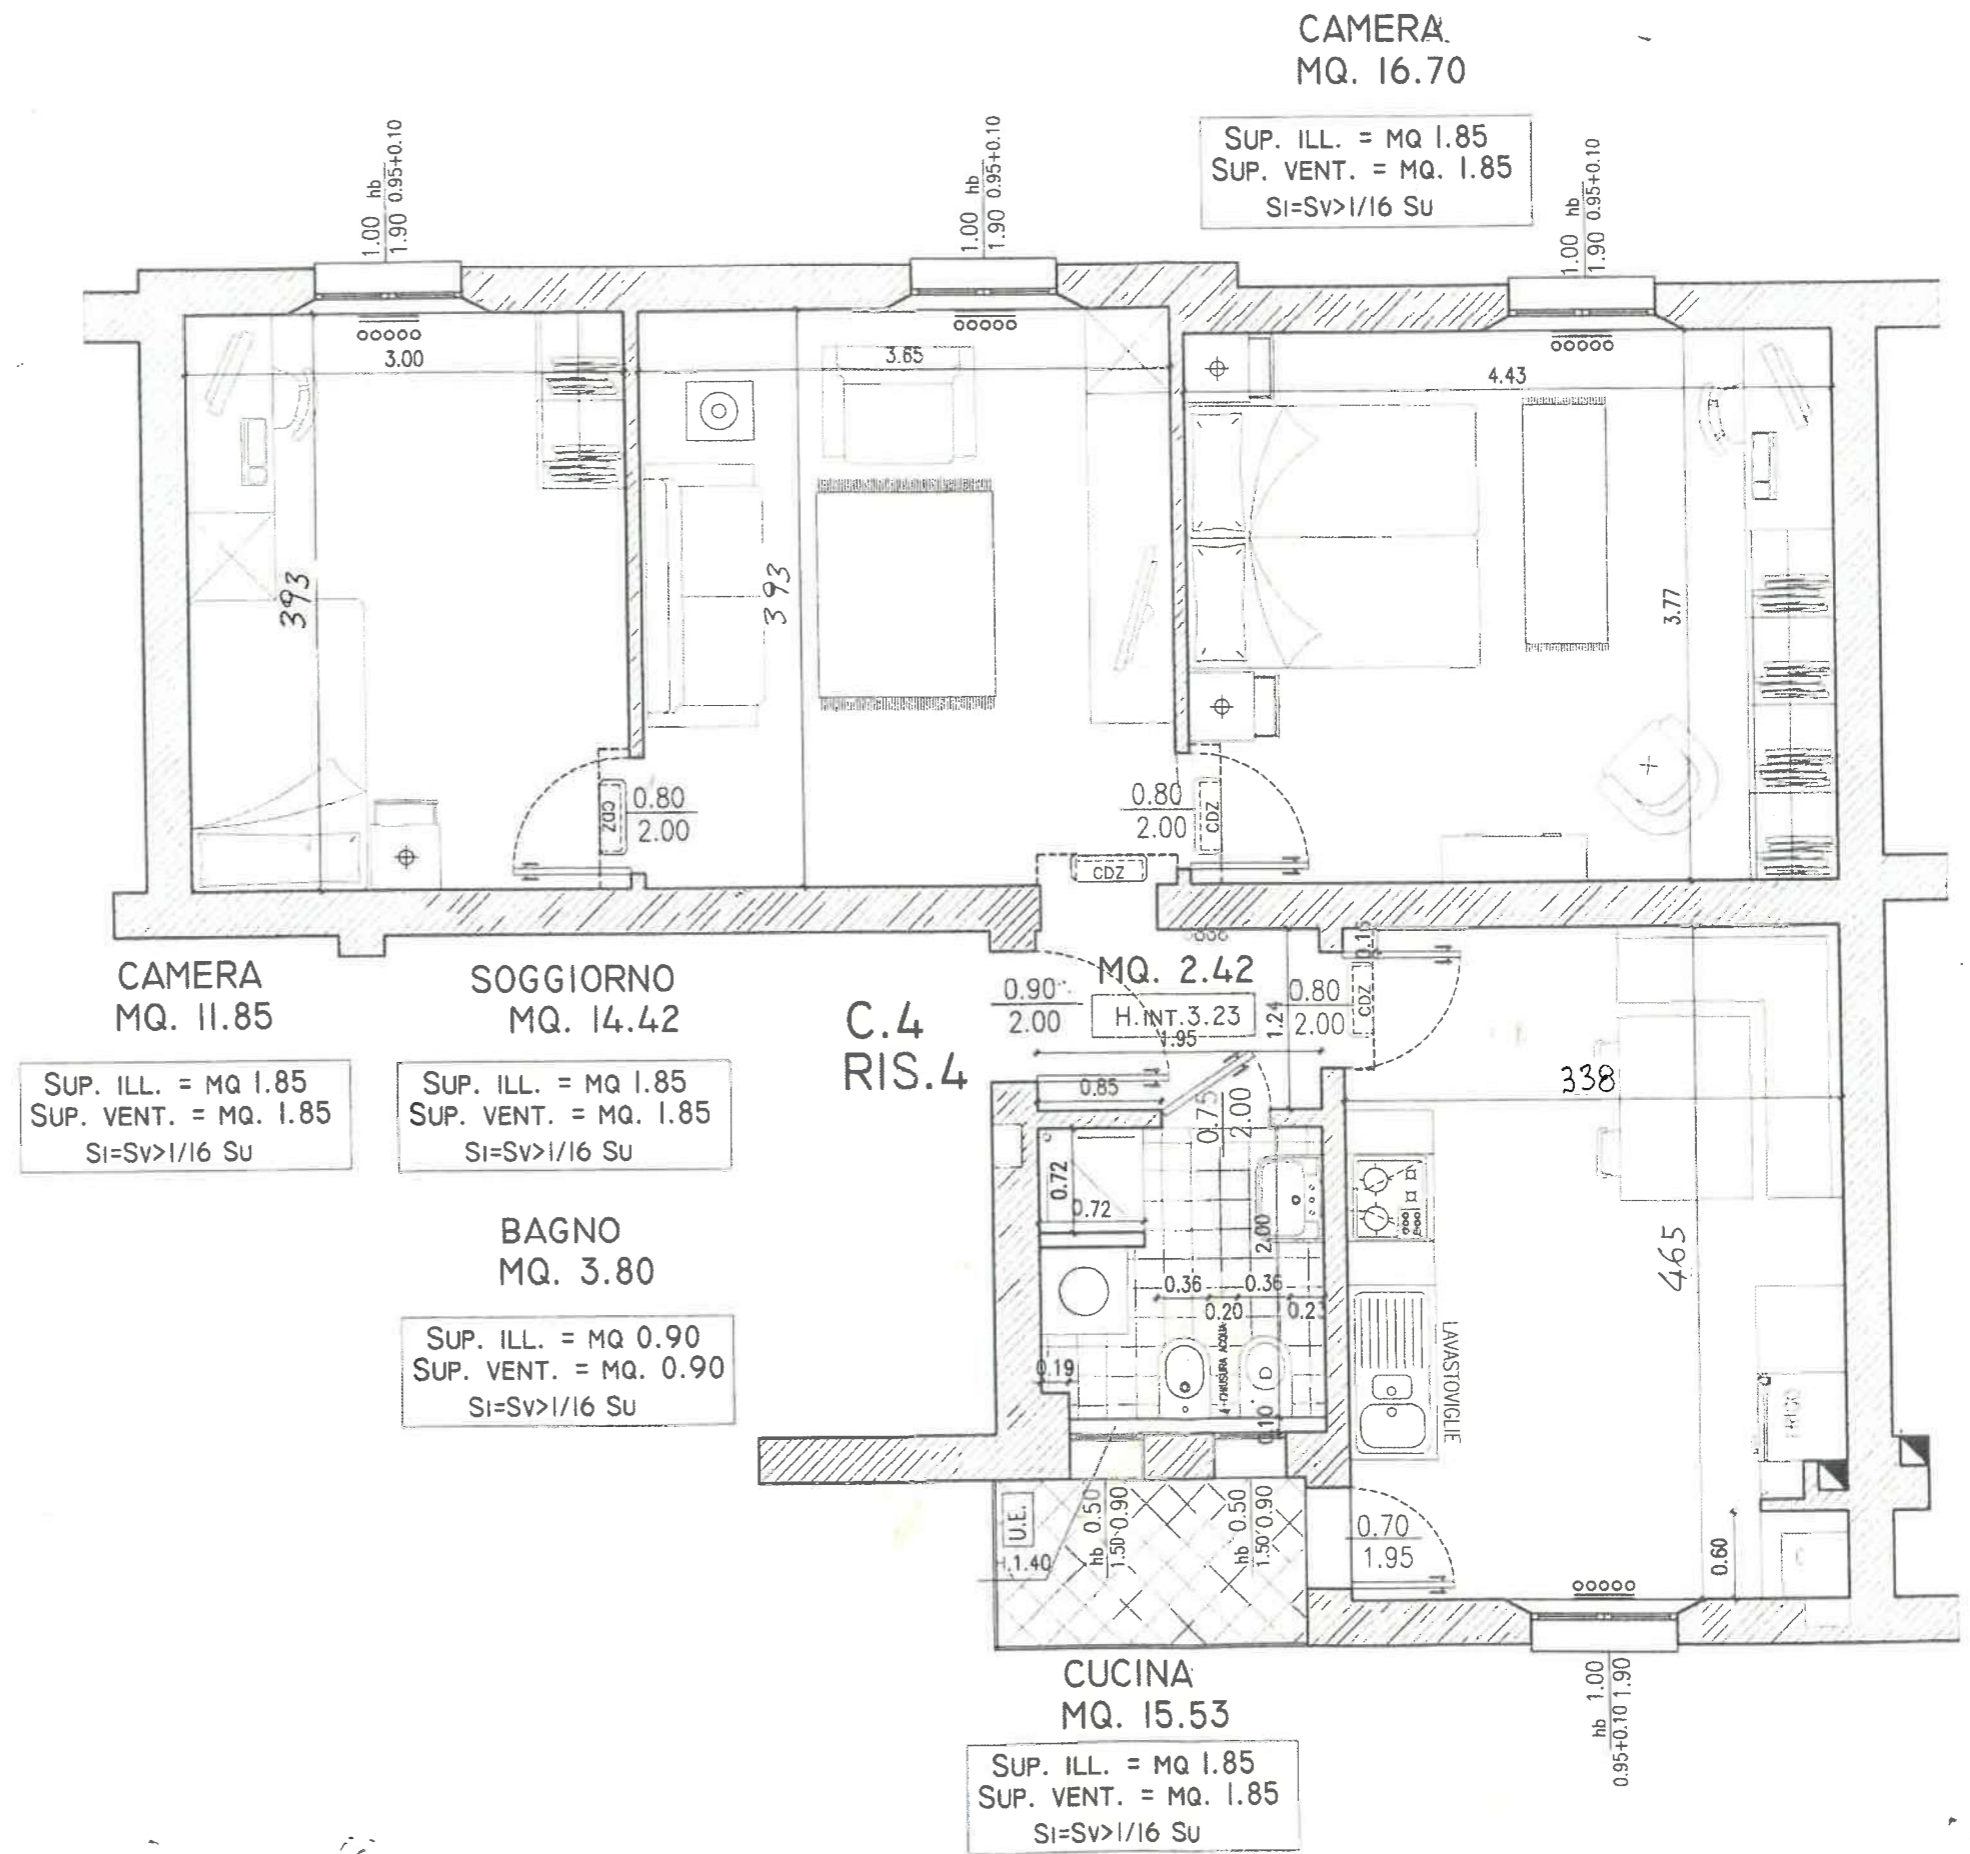 CAMERA
MQ. 16.70
SUP. ILL. = MQ 1.85
SUP. VENT. = MQ. 1.85
SI=SV>1/16 SU
1.00 hb
1.90 0.95+0.10
1.00 hb
1.90 0.95+0.10
1.00 hb
1.90 0.95+0.10
3.00
3.65
4.43
393
393
3.77
0.80
2.00
CDZ
0.80
2.00
CDZ
CDZ
CAMERA
MQ. 11.85
SUP. ILL. = MQ 1.85
SUP. VENT. = MQ. 1.85
SI=SV>1/16 SU
SOGGIORNO
MQ. 14.42
SUP. ILL. = MQ 1.85
SUP. VENT. = MQ. 1.85
SI=SV>1/16 SU
C.4
RIS.4
0.90
2.00
MQ. 2.42
H.INT.3.23
1.95
1.24
0.80
2.00
CDZ
0.15
0.85
0.75
2.00
338
465
0.72
0.72
2.00
0.36
0.36
0.20
0.19
CHIUSURA ACQUA
0.10
LAVASTOVIGLIE
FRIGO
BAGNO
MQ. 3.80
SUP. ILL. = MQ 0.90
SUP. VENT. = MQ. 0.90
SI=SV>1/16 SU
U.E.
H.1.40
hb 0.50
1.50 0.90
hb 0.50
1.50 0.90
0.70
1.95
0.60
CUCINA
MQ. 15.53
SUP. ILL. = MQ 1.85
SUP. VENT. = MQ. 1.85
SI=SV>1/16 SU
hb 1.00
0.95+0.10 1.90